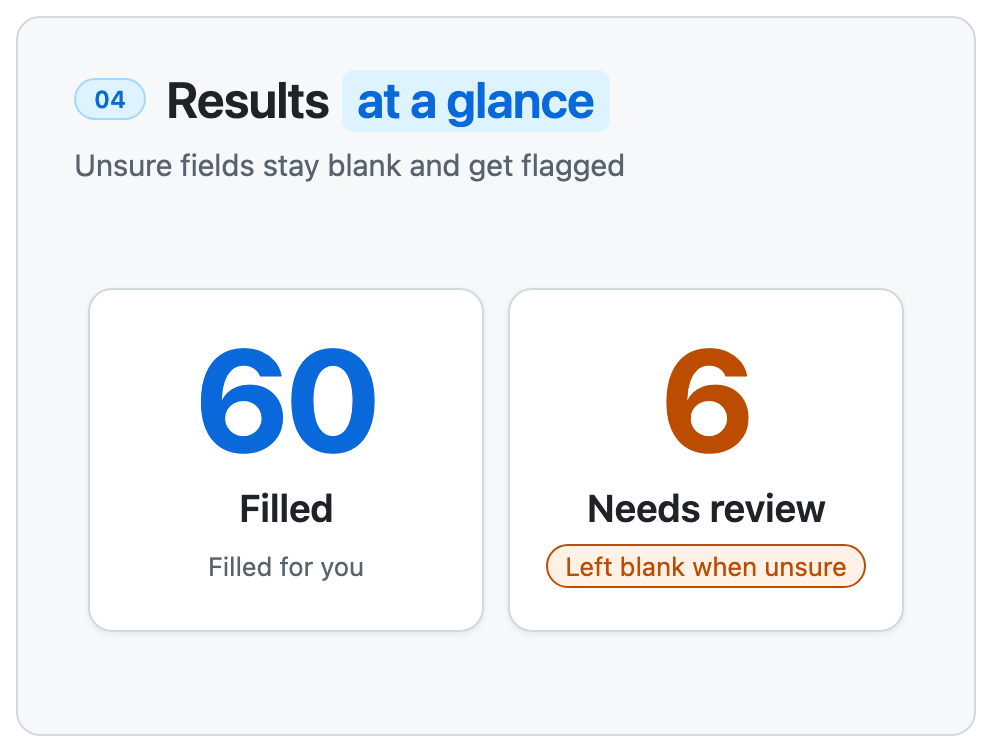 04 Results at a glance
Unsure fields stay blank and get flagged
60
Filled
Filled for you
6
Needs review
Left blank when unsure